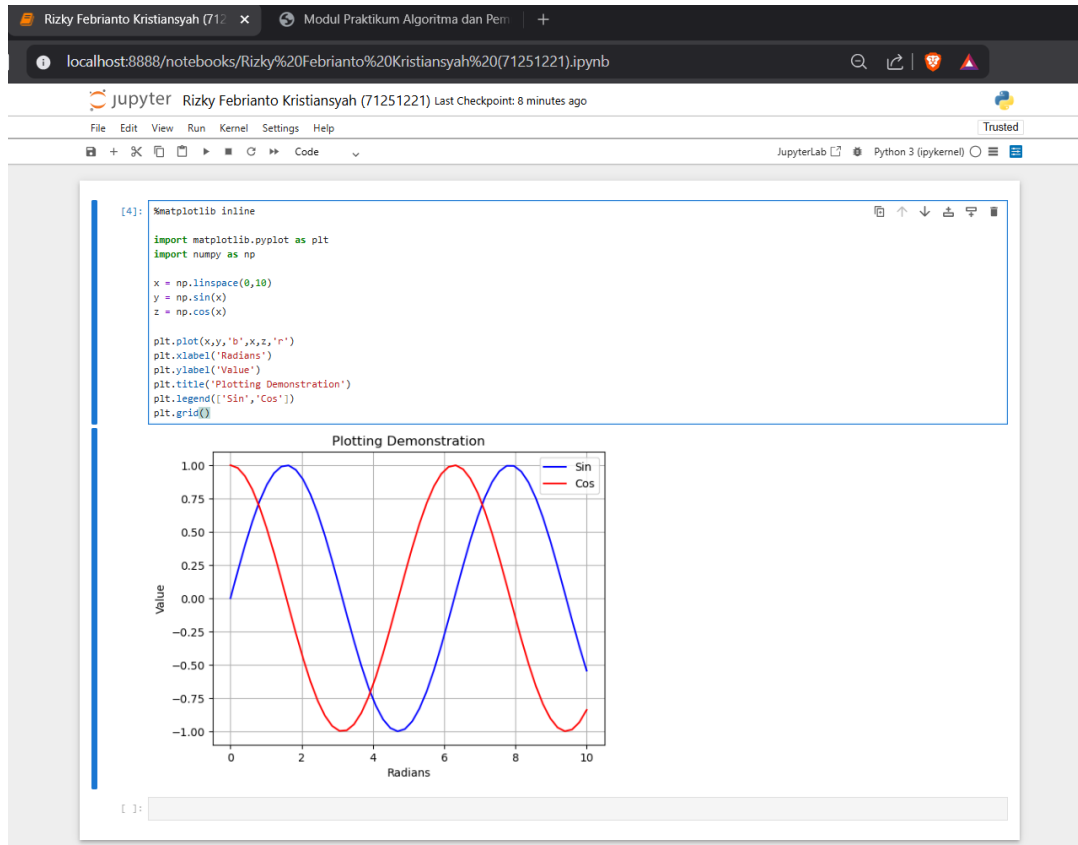 Rizky Febrianto Kristiansyah (712
Modul Praktikum Algoritma dan Pem
localhost:8888/notebooks/Rizky%20Febrianto%20Kristiansyah%20(71251221).ipynb
jupyter Rizky Febrianto Kristiansyah (71251221) Last Checkpoint: 8 minutes ago
File Edit View Run Kernel Settings Help Trusted
Code JupyterLab Python 3 (ipykernel)
[4]: %matplotlib inline
import matplotlib.pyplot as plt
import numpy as np
x = np.linspace(0,10)
y = np.sin(x)
z = np.cos(x)
plt.plot(x,y,'b',x,z,'r')
plt.xlabel('Radians')
plt.ylabel('Value')
plt.title('Plotting Demonstration')
plt.legend(['Sin','Cos'])
plt.grid()
Plotting Demonstration
Sin
Cos
1.00
0.75
0.50
0.25
0.00
−0.25
−0.50
−0.75
−1.00
Value
0 2 4 6 8 10
Radians
[ ]: